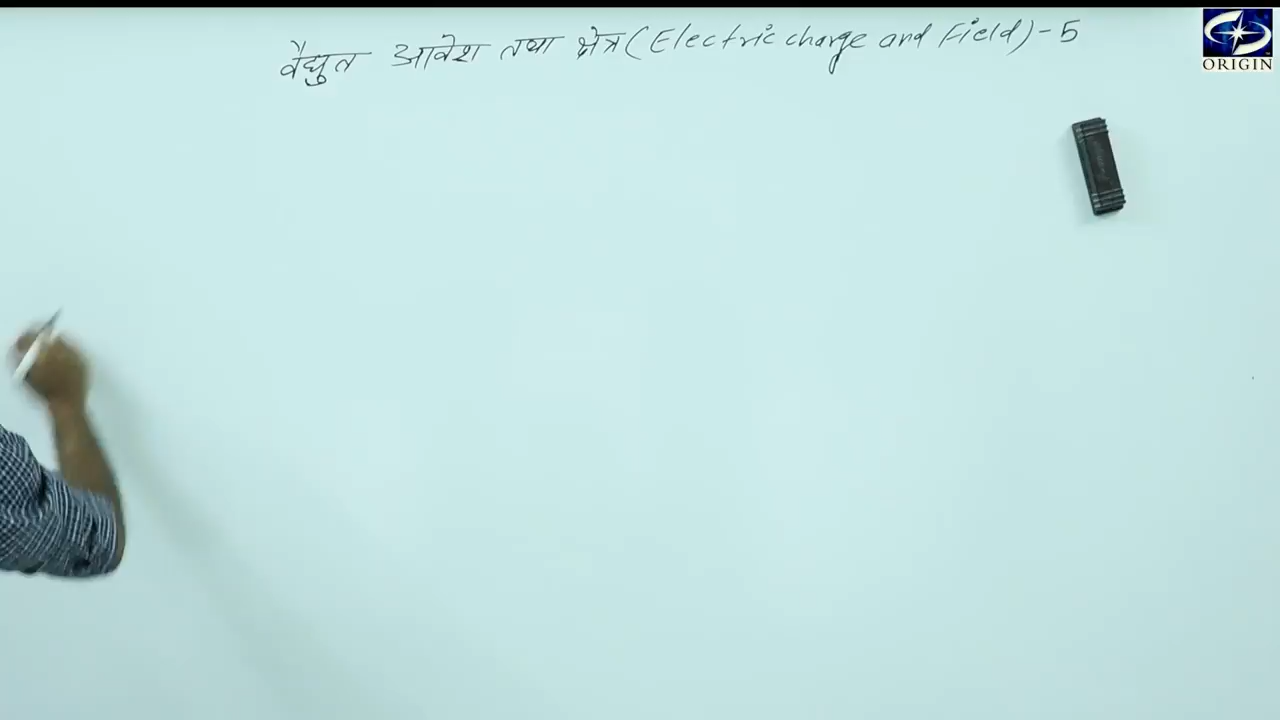 वैद्युत आवेश तथा क्षेत्र (Electric charge and Field) - 5
ORIGIN